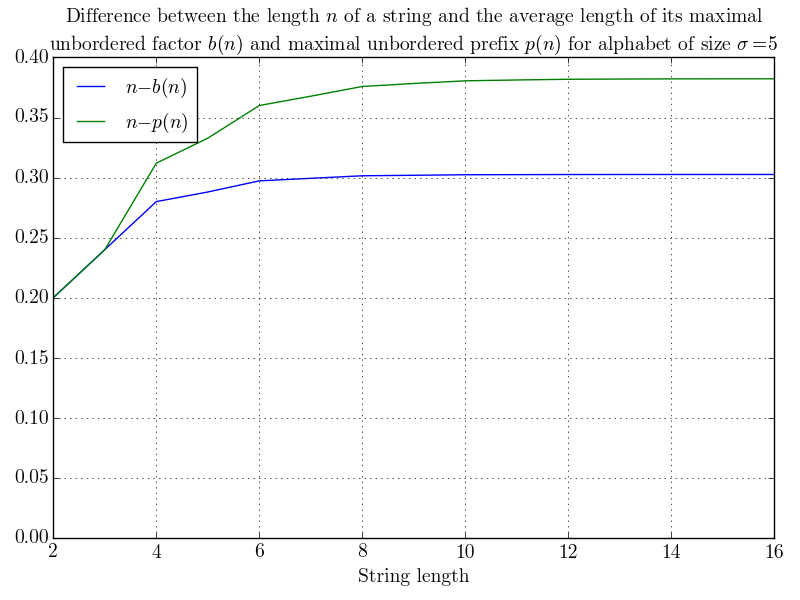 Difference between the length n of a string and the average length of its maximal
unbordered factor b(n) and maximal unbordered prefix p(n) for alphabet of size σ=5
0.40
n−b(n)
n−p(n)
0.35
0.30
0.25
0.20
0.15
0.10
0.05
0.00
2 4 6 8 10 12 14 16
String length